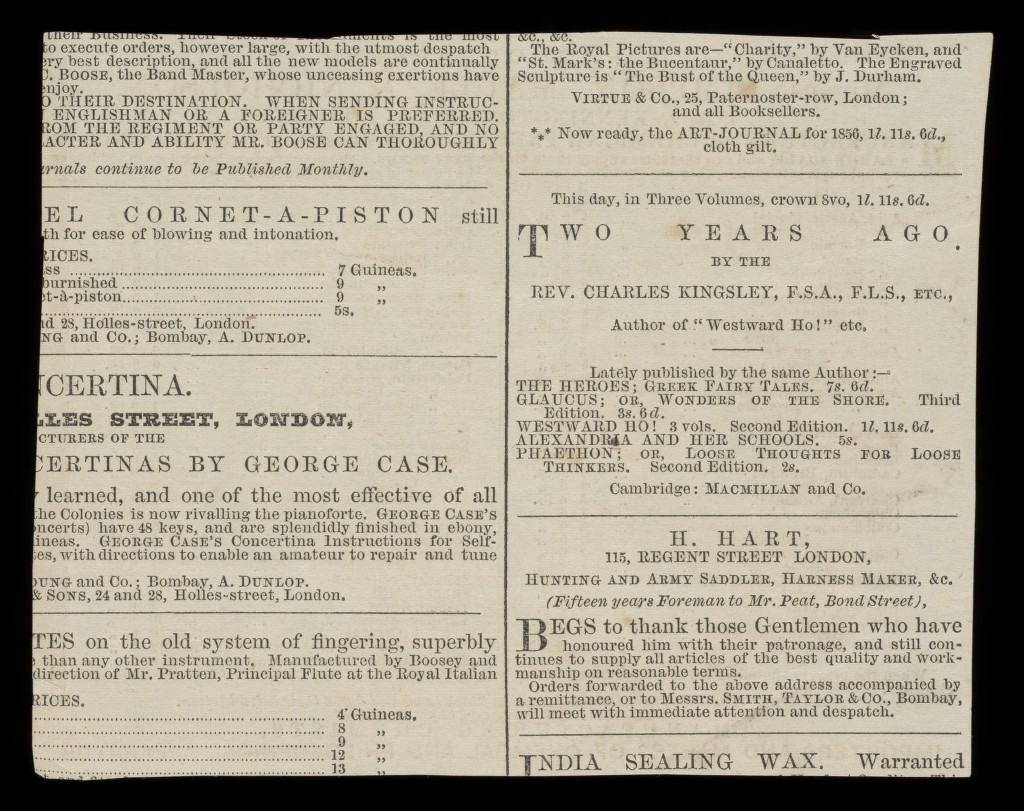 their Business. Their Stock of
is the most
to execute orders, however large, with the utmost despatch
ery best description, and all the new models are continually
C. BOOSE, the Band Master, whose unceasing exertions have
enjoy.
O THEIR DESTINATION. WHEN SENDING INSTRUC-
ENGLISHMAN OR A FOREIGNER IS PREFERRED.
ROM THE REGIMENT OR PARTY ENGAGED, AND NO
ACTER AND ABILITY MR. BOOSE CAN THOROUGHLY
urnals continue to be Published Monthly.
EL CORNET-A-PISTON still
th for ease of blowing and intonation.
RICES.
ss ........ 7 Guineas.
burnished ........ 9 „
et-à-piston ........ 9 „
........ 5s.
nd 28, Holles-street, London.
NG and Co.; Bombay, A. DUNLOP.
NCERTINA.
LLES STREET, LONDON,
CTURERS OF THE
CERTINAS BY GEORGE CASE.
y learned, and one of the most effective of all
the Colonies is now rivalling the pianoforte. GEORGE CASE'S
oncerts) have 48 keys, and are splendidly finished in ebony,
ineas. GEORGE CASE'S Concertina Instructions for Self-
es, with directions to enable an amateur to repair and tune
OUNG and Co.; Bombay, A. DUNLOP.
& SONS, 24 and 28, Holles-street, London.
TES on the old system of fingering, superbly
than any other instrument. Manufactured by Boosey and
direction of Mr. Pratten, Principal Flute at the Royal Italian
RICES.
........ 4 Guineas.
........ 8 „
........ 9 „
........ 12 „
........ 13 „
&c., &c.
The Royal Pictures are—"Charity," by Van Eycken, and
"St. Mark's: the Bucentaur," by Canaletto. The Engraved
Sculpture is "The Bust of the Queen," by J. Durham.
VIRTUE & Co., 25, Paternoster-row, London;
and all Booksellers.
*⁎* Now ready, the ART-JOURNAL for 1856, 1l. 11s. 6d.,
cloth gilt.
This day, in Three Volumes, crown 8vo, 1l. 11s. 6d.
TWO YEARS AGO.
BY THE
REV. CHARLES KINGSLEY, F.S.A., F.L.S., ETC.,
Author of "Westward Ho!" etc.
Lately published by the same Author:—
THE HEROES; GREEK FAIRY TALES. 7s. 6d.
GLAUCUS; OR, WONDERS OF THE SHORE. Third
Edition. 3s. 6d.
WESTWARD HO! 3 vols. Second Edition. 1l. 11s. 6d.
ALEXANDRIA AND HER SCHOOLS. 5s.
PHAETHON; OR, LOOSE THOUGHTS FOR LOOSE
THINKERS. Second Edition. 2s.
Cambridge: MACMILLAN and Co.
H. HART,
115, REGENT STREET LONDON,
HUNTING AND ARMY SADDLER, HARNESS MAKER, &c.
(Fifteen years Foreman to Mr. Peat, Bond Street),
BEGS to thank those Gentlemen who have
honoured him with their patronage, and still con-
tinues to supply all articles of the best quality and work-
manship on reasonable terms.
Orders forwarded to the above address accompanied by
a remittance, or to Messrs. SMITH, TAYLOR & Co., Bombay,
will meet with immediate attention and despatch.
INDIA SEALING WAX. Warranted